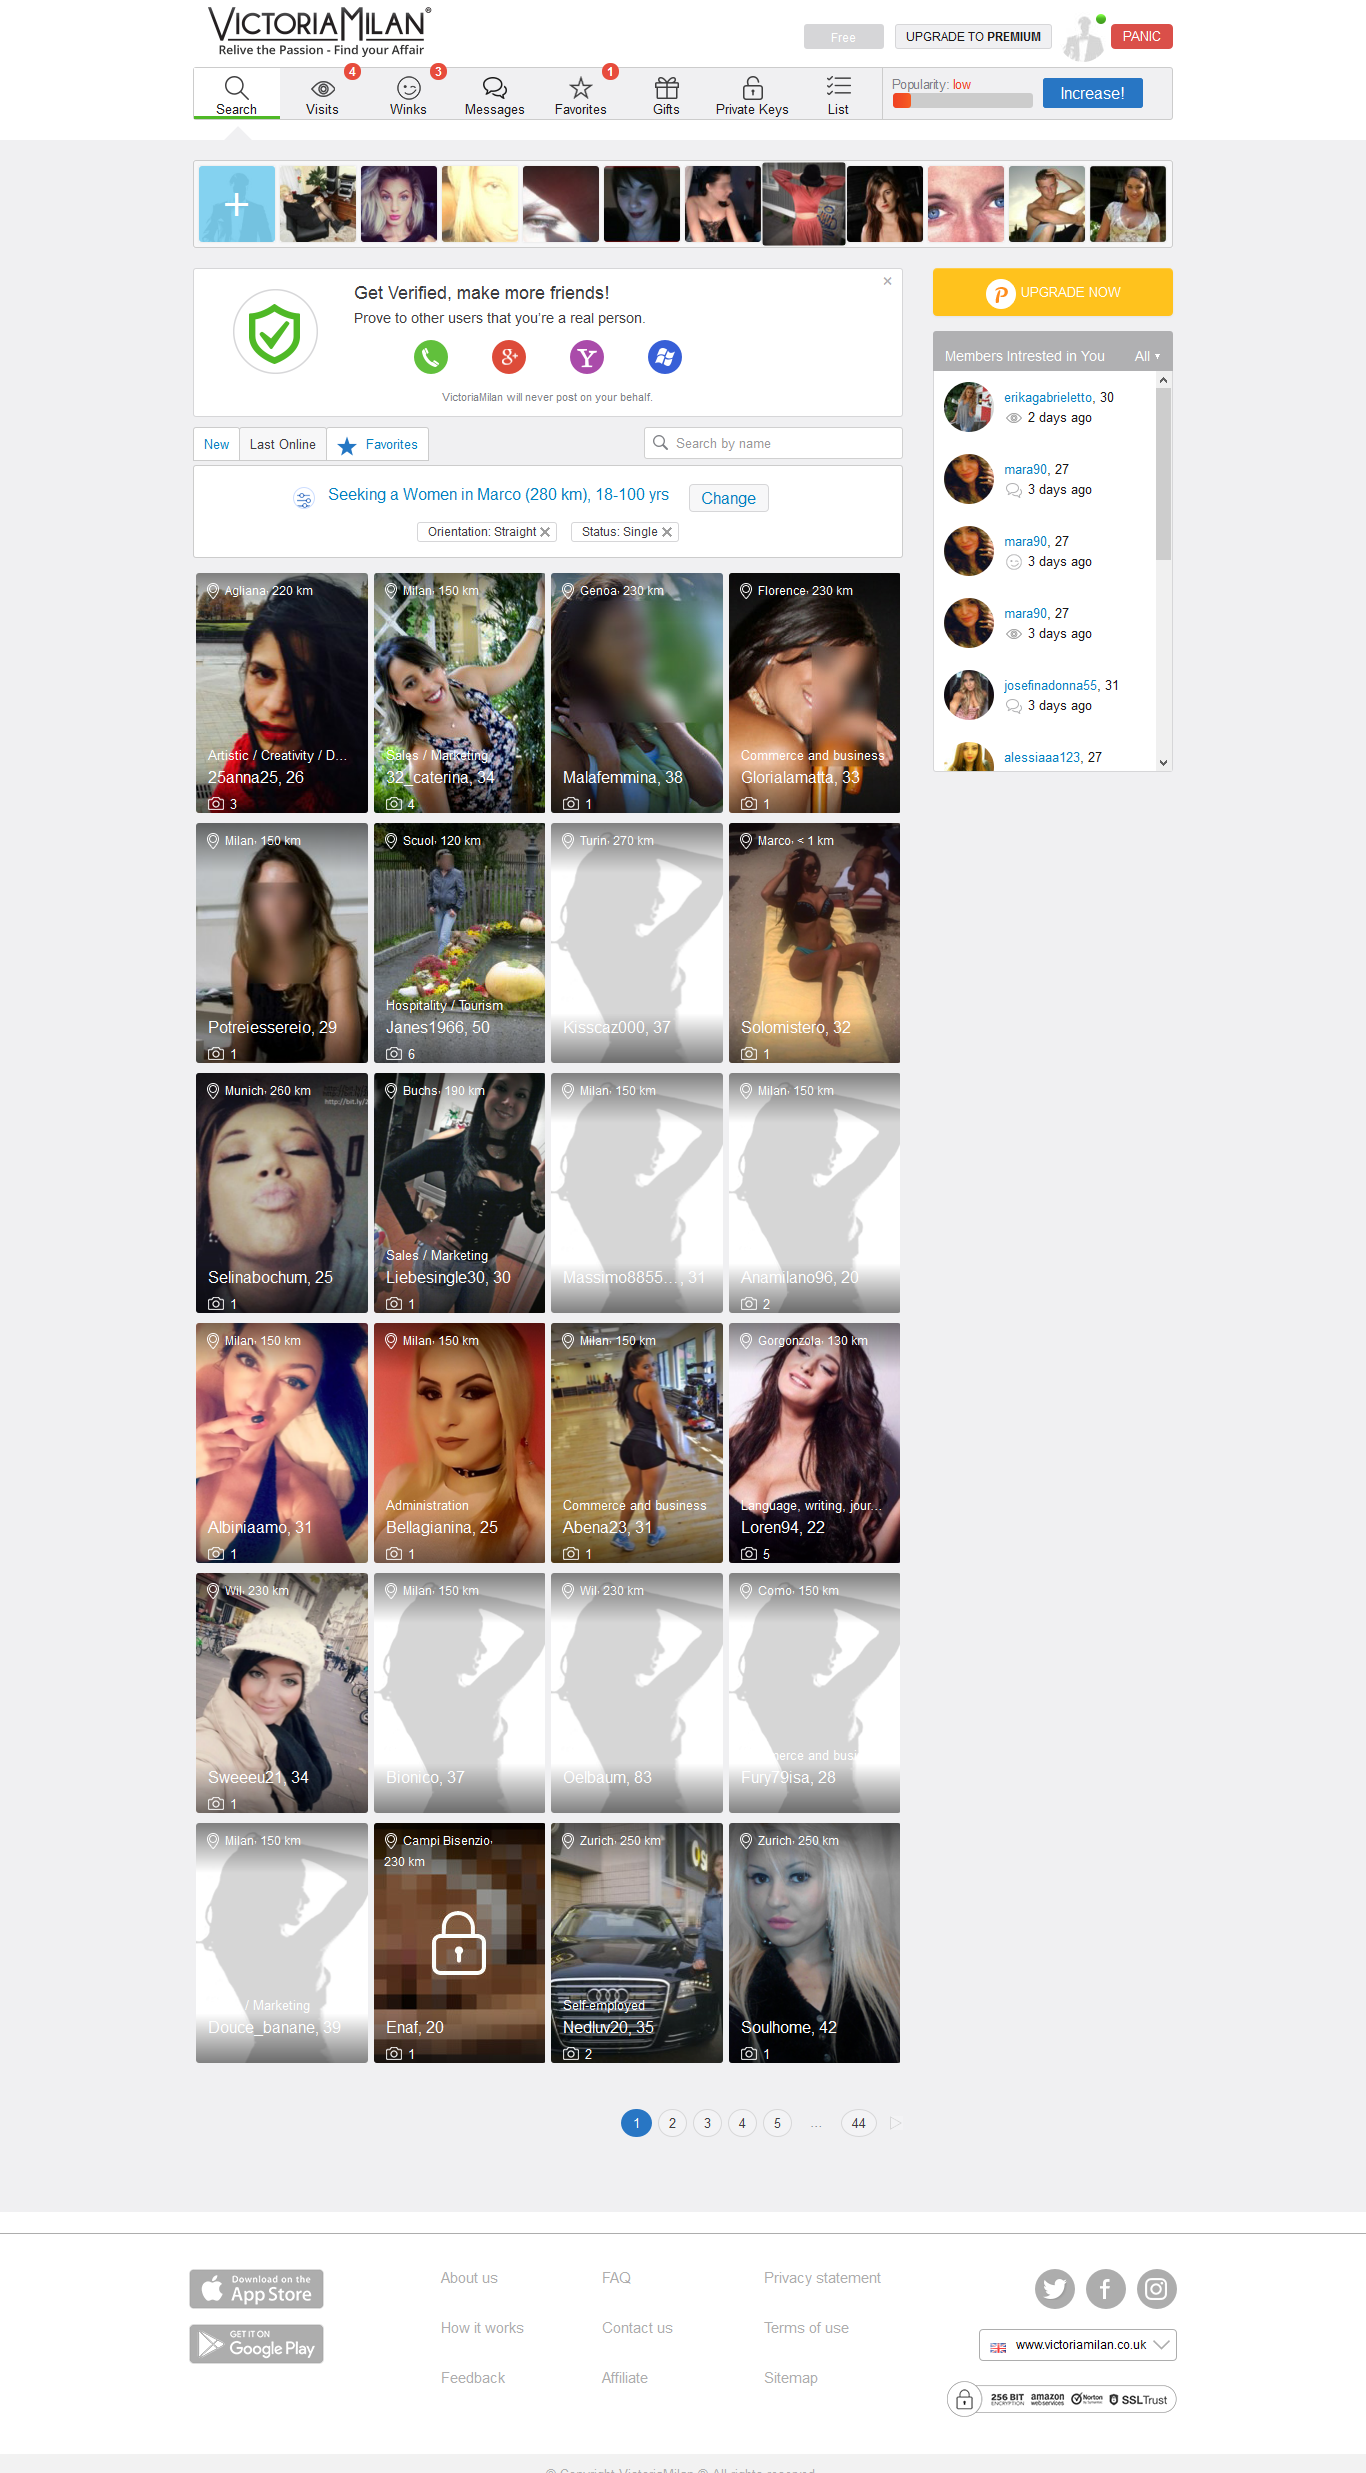 VICTORIAMILAN®
Relive the Passion - Find your Affair
Free
UPGRADE TO PREMIUM
PANIC
4
3
1
Search
Visits
Winks
Messages
Favorites
Gifts
Private Keys
List
Popularity: low
Increase!
Get Verified, make more friends!
Prove to other users that you're a real person.
VictoriaMilan will never post on your behalf.
UPGRADE NOW
Members Intrested in You
All
erikagabrieletto, 30
2 days ago
mara90, 27
3 days ago
mara90, 27
3 days ago
mara90, 27
3 days ago
josefinadonna55, 31
3 days ago
alessiaaa123, 27
New
Last Online
Favorites
Search by name
Seeking a Women in Marco (280 km), 18-100 yrs
Change
Orientation: Straight
Status: Single
Agliana, 220 km
Artistic / Creativity / D...
25anna25, 26
3
Milan, 150 km
Sales / Marketing
32_caterina, 34
4
Genoa, 230 km
Malafemmina, 38
1
Florence, 230 km
Commerce and business
Glorialamatta, 33
1
Milan, 150 km
Potreiessereio, 29
1
Scuol, 120 km
Hospitality / Tourism
Janes1966, 50
6
Turin, 270 km
Kisscaz000, 37
Marco, < 1 km
Solomistero, 32
1
Munich, 260 km
Selinabochum, 25
1
Buchs, 190 km
Sales / Marketing
Liebesingle30, 30
1
Milan, 150 km
Massimo8855..., 31
Milan, 150 km
Anamilano96, 20
2
Milan, 150 km
Albiniaamo, 31
1
Milan, 150 km
Administration
Bellagianina, 25
1
Milan, 150 km
Commerce and business
Abena23, 31
1
Gorgonzola, 130 km
Language, writing, jour...
Loren94, 22
5
Wil, 230 km
Sweeeu21, 34
1
Milan, 150 km
Bionico, 37
Wil, 230 km
Oelbaum, 83
Como, 150 km
Fury79isa, 28
Milan, 150 km
/ Marketing
Douce_banane, 39
Campi Bisenzio,
230 km
Enaf, 20
1
Zurich, 250 km
Self-employed
Nedluv20, 35
2
Zurich, 250 km
Soulhome, 42
1
1 2 3 4 5 ... 44
Download on the
App Store
GET IT ON
Google Play
About us
FAQ
Privacy statement
How it works
Contact us
Terms of use
Feedback
Affiliate
Sitemap
www.victoriamilan.co.uk
256 BIT
ENCRYPTION
amazon
webservices
Norton
SSLTrust